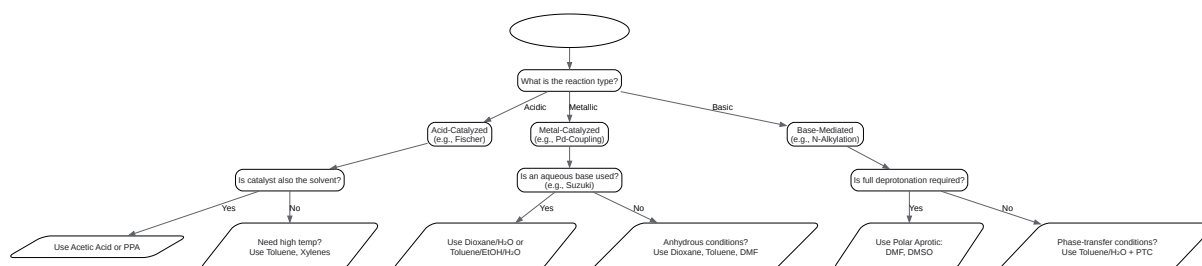 What is the reaction type?
Acidic
Metallic
Basic
Acid-Catalyzed
(e.g., Fischer)
Metal-Catalyzed
(e.g., Pd-Coupling)
Base-Mediated
(e.g., N-Alkylation)
Is catalyst also the solvent?
Is an aqueous base used?
(e.g., Suzuki)
Is full deprotonation required?
Yes
No
Yes
No
Yes
No
Use Acetic Acid or PPA
Need high temp?
Use Toluene, Xylenes
Use Dioxane/H₂O or
Toluene/EtOH/H₂O
Anhydrous conditions?
Use Dioxane, Toluene, DMF
Use Polar Aprotic:
DMF, DMSO
Phase-transfer conditions?
Use Toluene/H₂O + PTC